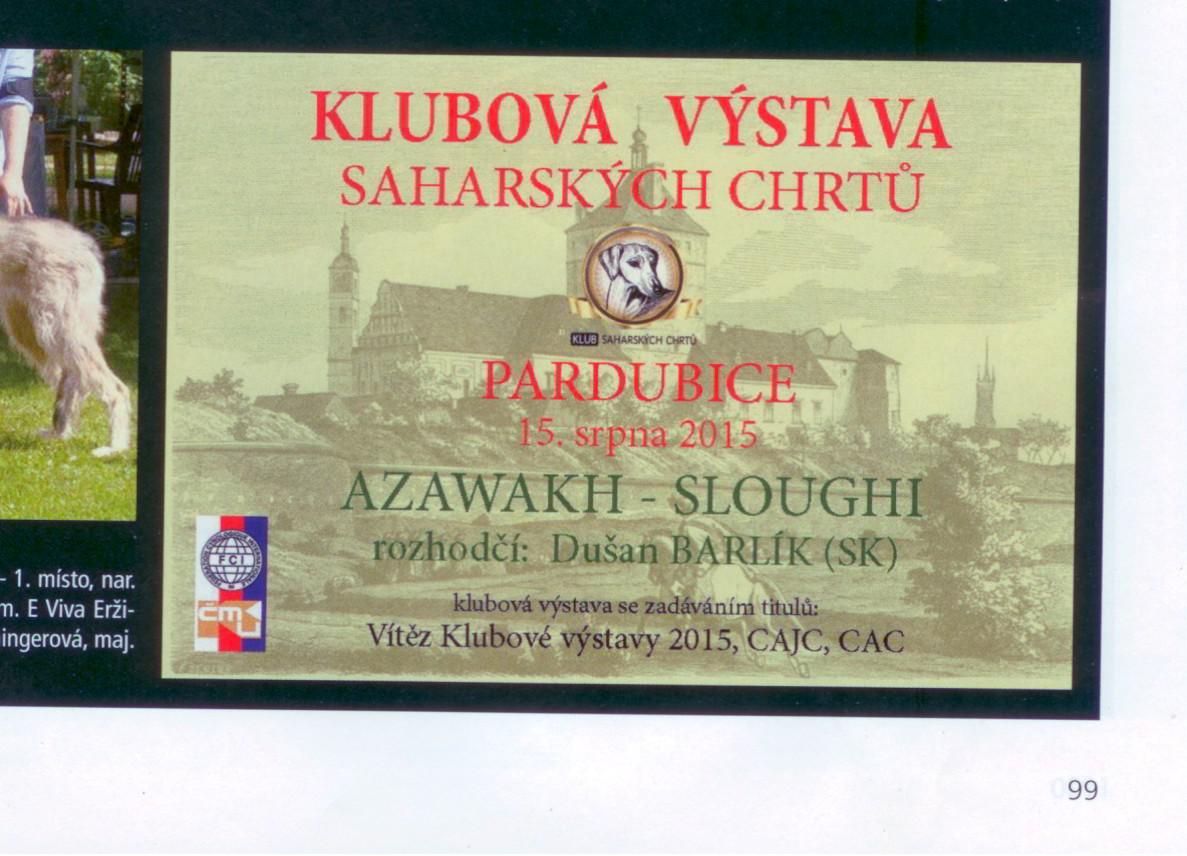 KLUBOVÁ VÝSTAVA
SAHARSKÝCH CHRTŮ
KLUB SAHARSKÝCH CHRTŮ
PARDUBICE
15. srpna 2015
AZAWAKH - SLOUGHI
rozhodčí: Dušan BARLÍK (SK)
klubová výstava se zadáváním titulů:
Vítěz Klubové výstavy 2015, CAJC, CAC
FCI
čmku
– 1. místo, nar.
m. E Viva Erži-
ingerová, maj.
99